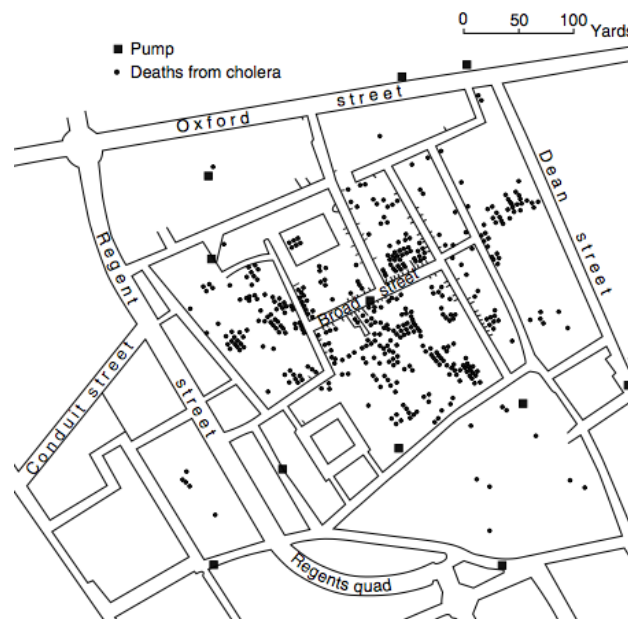 0 50 100
Yards
Pump
Deaths from cholera
Oxford street
Dean street
Regent street
Broad street
Conduit street
Regents quad